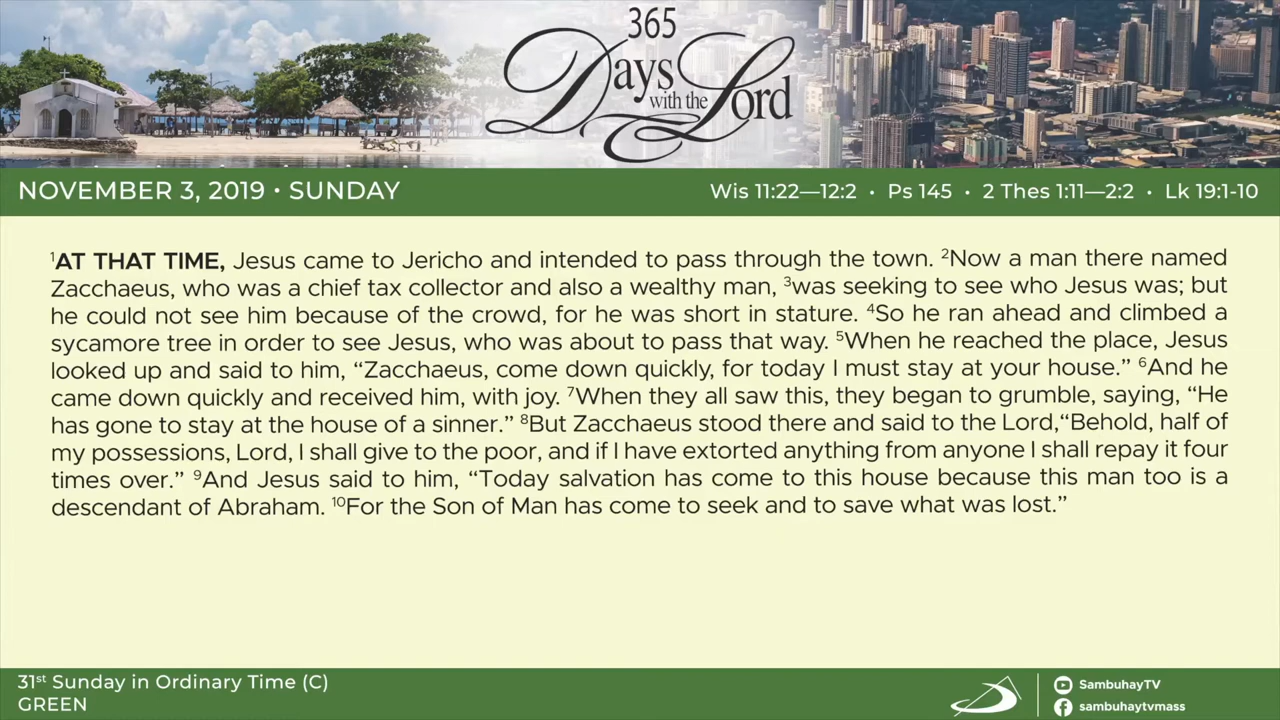 365
Days
with the
Lord
NOVEMBER 3, 2019 • SUNDAY
Wis 11:22—12:2 • Ps 145 • 2 Thes 1:11—2:2 • Lk 19:1-10
¹AT THAT TIME, Jesus came to Jericho and intended to pass through the town. ²Now a man there named
Zacchaeus, who was a chief tax collector and also a wealthy man, ³was seeking to see who Jesus was; but
he could not see him because of the crowd, for he was short in stature. ⁴So he ran ahead and climbed a
sycamore tree in order to see Jesus, who was about to pass that way. ⁵When he reached the place, Jesus
looked up and said to him, “Zacchaeus, come down quickly, for today I must stay at your house.” ⁶And he
came down quickly and received him, with joy. ⁷When they all saw this, they began to grumble, saying, “He
has gone to stay at the house of a sinner.” ⁸But Zacchaeus stood there and said to the Lord,“Behold, half of
my possessions, Lord, I shall give to the poor, and if I have extorted anything from anyone I shall repay it four
times over.” ⁹And Jesus said to him, “Today salvation has come to this house because this man too is a
descendant of Abraham. ¹⁰For the Son of Man has come to seek and to save what was lost.”
31st Sunday in Ordinary Time (C)
GREEN
SambuhayTV
sambuhaytvmass